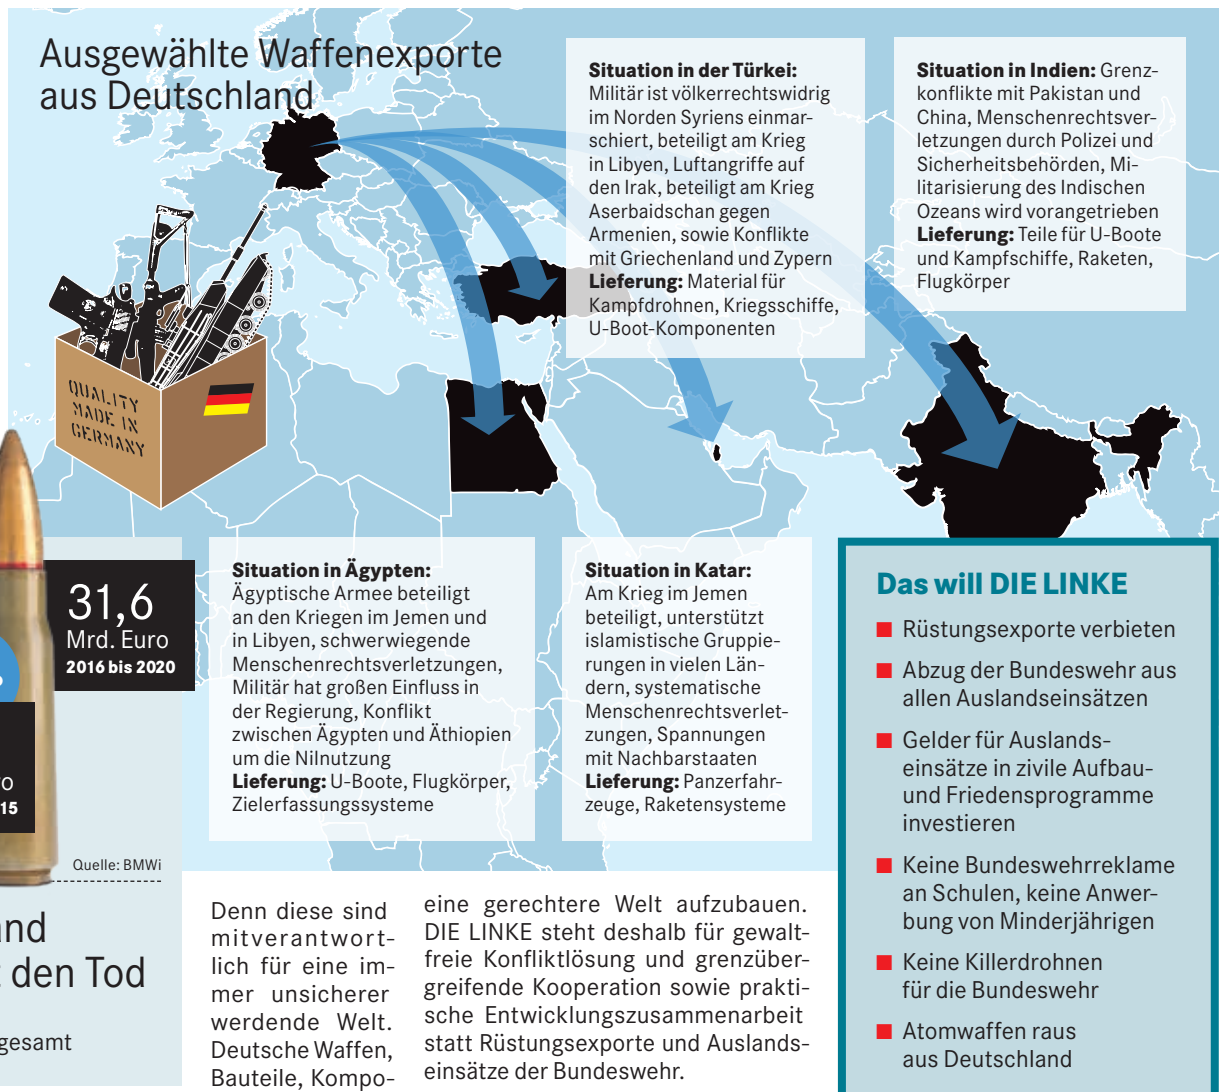 Ausgewählte Waffenexporte
aus Deutschland
Situation in der Türkei:
Militär ist völkerrechtswidrig
im Norden Syriens einmar-
schiert, beteiligt am Krieg
in Libyen, Luftangriffe auf
den Irak, beteiligt am Krieg
Aserbaidschan gegen
Armenien, sowie Konflikte
mit Griechenland und Zypern
Lieferung: Material für
Kampfdrohnen, Kriegsschiffe,
U-Boot-Komponenten
Situation in Indien: Grenz-
konflikte mit Pakistan und
China, Menschenrechtsver-
letzungen durch Polizei und
Sicherheitsbehörden, Mi-
litarisierung des Indischen
Ozeans wird vorangetrieben
Lieferung: Teile für U-Boote
und Kampfschiffe, Raketen,
Flugkörper
QUALITY
MADE IN
GERMANY
31,6
Mrd. Euro
2016 bis 2020
ro
15
Quelle: BMWi
and
t den Tod
gesamt
Situation in Ägypten:
Ägyptische Armee beteiligt
an den Kriegen im Jemen und
in Libyen, schwerwiegende
Menschenrechtsverletzungen,
Militär hat großen Einfluss in
der Regierung, Konflikt
zwischen Ägypten und Äthiopien
um die Nilnutzung
Lieferung: U-Boote, Flugkörper,
Zielerfassungssysteme
Situation in Katar:
Am Krieg im Jemen
beteiligt, unterstützt
islamistische Gruppie-
rungen in vielen Län-
dern, systematische
Menschenrechtsverlet-
zungen, Spannungen
mit Nachbarstaaten
Lieferung: Panzerfahr-
zeuge, Raketensysteme
Denn diese sind
mitverantwort-
lich für eine im-
mer unsicherer
werdende Welt.
Deutsche Waffen,
Bauteile, Kompo-
eine gerechtere Welt aufzubauen.
DIE LINKE steht deshalb für gewalt-
freie Konfliktlösung und grenzüber-
greifende Kooperation sowie prakti-
sche Entwicklungszusammenarbeit
statt Rüstungsexporte und Auslands-
einsätze der Bundeswehr.
Das will DIE LINKE
■ Rüstungsexporte verbieten
■ Abzug der Bundeswehr aus
allen Auslandseinsätzen
■ Gelder für Auslands-
einsätze in zivile Aufbau-
und Friedensprogramme
investieren
■ Keine Bundeswehrreklame
an Schulen, keine Anwer-
bung von Minderjährigen
■ Keine Killerdrohnen
für die Bundeswehr
■ Atomwaffen raus
aus Deutschland